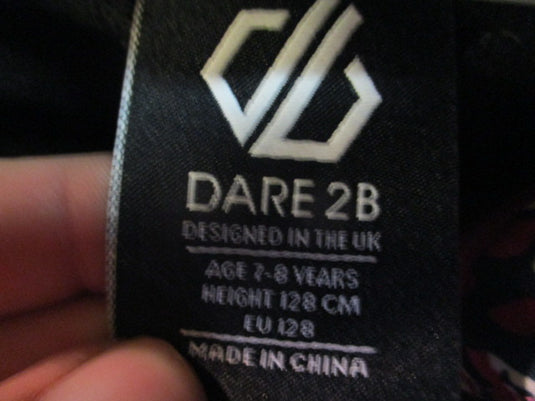 DARE 2B
DESIGNED IN THE UK
AGE 7-8 YEARS
HEIGHT 128 CM
EU 128
MADE IN CHINA